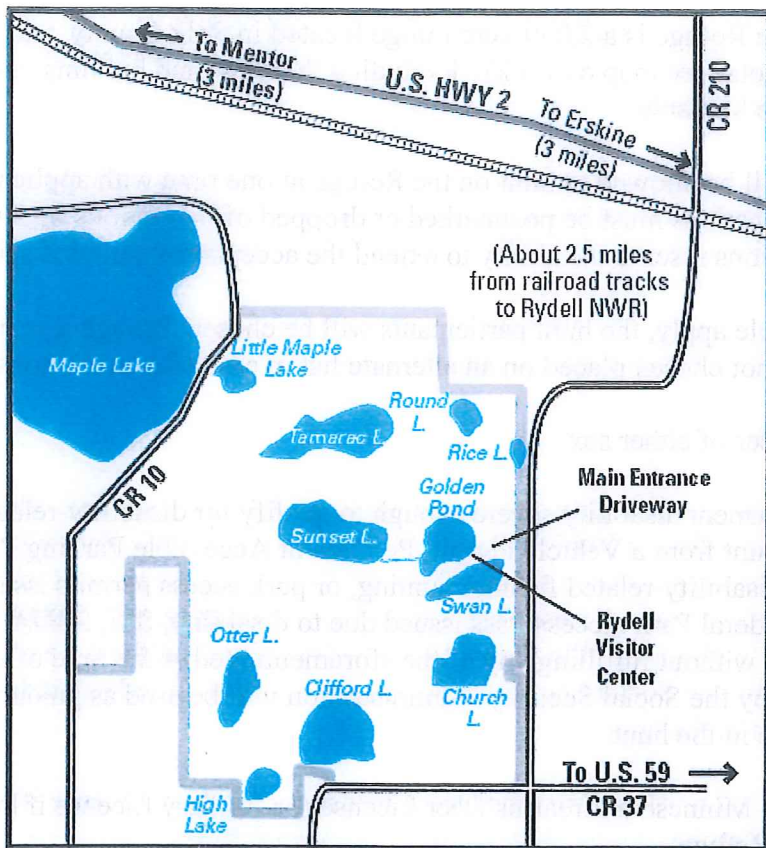 To Mentor
(3 miles)
U.S. HWY 2
To Erskine
(3 miles)
CR 210
(About 2.5 miles
from railroad tracks
to Rydell NWR)
Maple Lake
Little Maple
Lake
Round
L.
Tamarac L.
Rice L.
CR 10
Golden
Pond
Main Entrance
Driveway
Sunset L.
Swan L.
Rydell
Visitor
Center
Otter L.
Clifford L.
Church
L.
High
Lake
To U.S. 59
CR 37